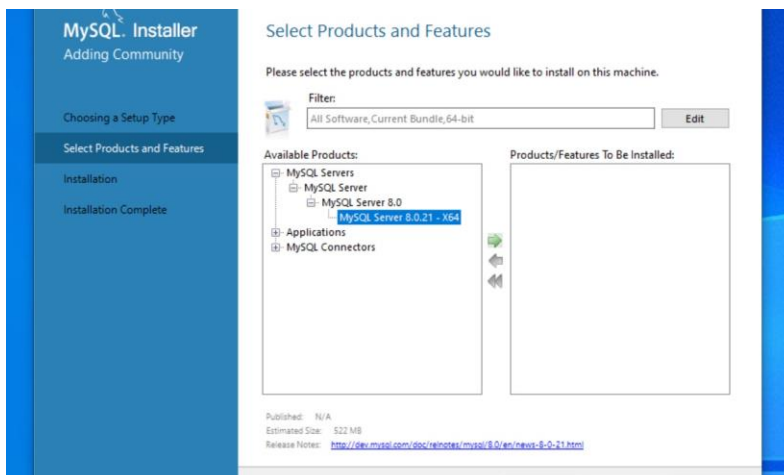 MySQL. Installer
Adding Community
Choosing a Setup Type
Select Products and Features
Installation
Installation Complete
Select Products and Features
Please select the products and features you would like to install on this machine.
Filter:
All Software,Current Bundle,64-bit
Edit
Available Products:
MySQL Servers
MySQL Server
MySQL Server 8.0
MySQL Server 8.0.21 - X64
Applications
MySQL Connectors
Products/Features To Be Installed:
Published: N/A
Estimated Size: 522 MB
Release Notes: http://dev.mysql.com/doc/relnotes/mysql/8.0/en/news-8-0-21.html